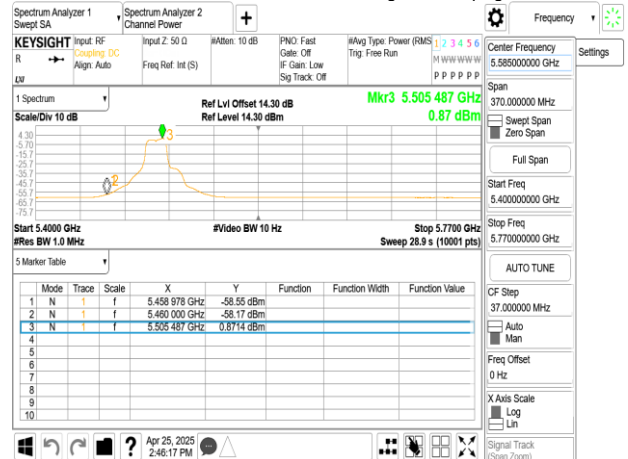 Spectrum Analyzer 1
Swept SA
Spectrum Analyzer 2
Channel Power
+
Frequency
KEYSIGHT
R
Input: RF
Coupling: DC
Align: Auto
Input Z: 50 Ω
Freq Ref: Int (S)
#Atten: 10 dB
PNO: Fast
Gate: Off
IF Gain: Low
Sig Track: Off
#Avg Type: Power (RMS
Trig: Free Run
1 2 3 4 5 6
M W W W W W
P P P P P P
Settings
Center Frequency
5.585000000 GHz
Span
370.000000 MHz
Swept Span
Zero Span
Full Span
Start Freq
5.400000000 GHz
Stop Freq
5.770000000 GHz
AUTO TUNE
CF Step
37.000000 MHz
Auto
Man
Freq Offset
0 Hz
X Axis Scale
Log
Lin
Signal Track
(Span Zoom)
1 Spectrum
Scale/Div 10 dB
Ref Lvl Offset 14.30 dB
Ref Level 14.30 dBm
Mkr3 5.505 487 GHz
0.87 dBm
4.30
-5.70
-15.7
-25.7
-35.7
-45.7
-55.7
-65.7
-75.7
2
3
Start 5.4000 GHz
#Res BW 1.0 MHz
#Video BW 10 Hz
Stop 5.7700 GHz
Sweep 28.9 s (10001 pts)
5 Marker Table
Mode Trace Scale X Y Function Function Width Function Value
1 N 1 f 5.458 978 GHz -58.55 dBm
2 N 1 f 5.460 000 GHz -58.17 dBm
3 N 1 f 5.505 487 GHz 0.8714 dBm
4
5
6
7
8
9
10
?
Apr 25, 2025
2:46:17 PM